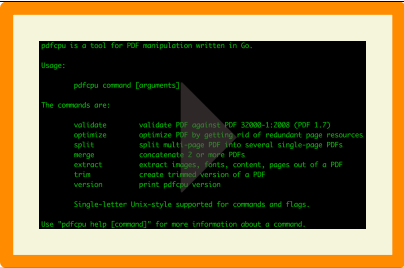 pdfcpu is a tool for PDF manipulation written in Go.
Usage:
pdfcpu command [arguments]
The commands are:
validate validate PDF against PDF 32000-1:2008 (PDF 1.7)
optimize optimize PDF by getting rid of redundant page resources
split split multi-page PDF into several single-page PDFs
merge concatenate 2 or more PDFs
extract extract images, fonts, content, pages out of a PDF
trim create trimmed version of a PDF
version print pdfcpu version
Single-letter Unix-style supported for commands and flags.
Use "pdfcpu help [command]" for more information about a command.